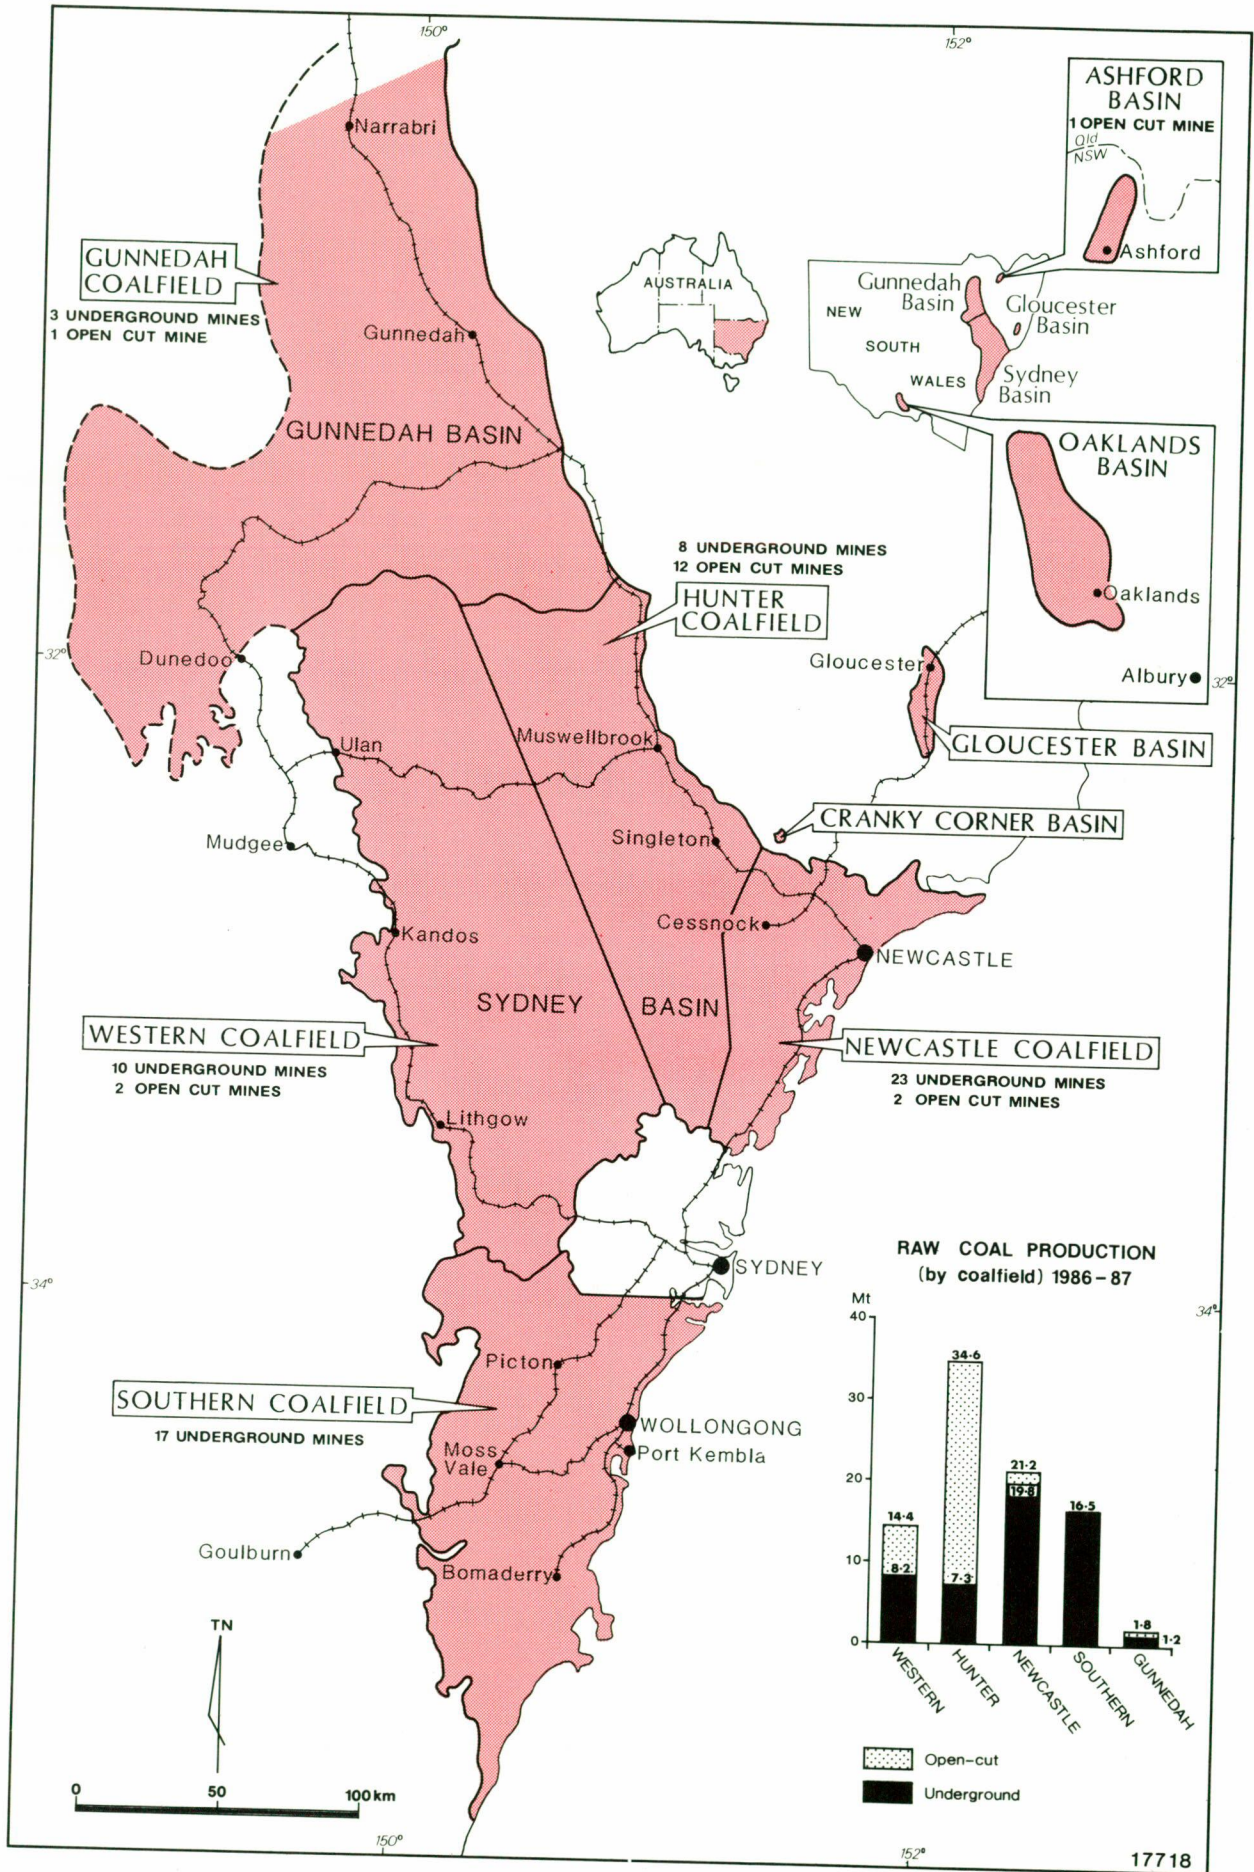 150°
152°
ASHFORD
BASIN
1 OPEN CUT MINE
Qld
NSW
Ashford
Narrabri
GUNNEDAH
COALFIELD
3 UNDERGROUND MINES
1 OPEN CUT MINE
Gunnedah
AUSTRALIA
Gunnedah
Basin
Gloucester
Basin
NEW
SOUTH
WALES
Sydney
Basin
GUNNEDAH BASIN
OAKLANDS
BASIN
Oaklands
Albury
8 UNDERGROUND MINES
12 OPEN CUT MINES
HUNTER
COALFIELD
32°
32°
Dunedoo
Gloucester
Ulan
Muswellbrook
GLOUCESTER BASIN
CRANKY CORNER BASIN
Mudgee
Singleton
Kandos
Cessnock
NEWCASTLE
SYDNEY BASIN
WESTERN COALFIELD
10 UNDERGROUND MINES
2 OPEN CUT MINES
NEWCASTLE COALFIELD
23 UNDERGROUND MINES
2 OPEN CUT MINES
Lithgow
SYDNEY
34°
34°
Picton
SOUTHERN COALFIELD
17 UNDERGROUND MINES
WOLLONGONG
Port Kembla
Moss
Vale
Goulburn
Bomaderry
RAW COAL PRODUCTION
(by coalfield) 1986-87
Mt
40
30
20
10
0
14·4
8·2
34·6
7·3
21·2
19·8
16·5
1·8
1·2
WESTERN
HUNTER
NEWCASTLE
SOUTHERN
GUNNEDAH
Open-cut
Underground
TN
0 50 100 km
150°
152°
17718